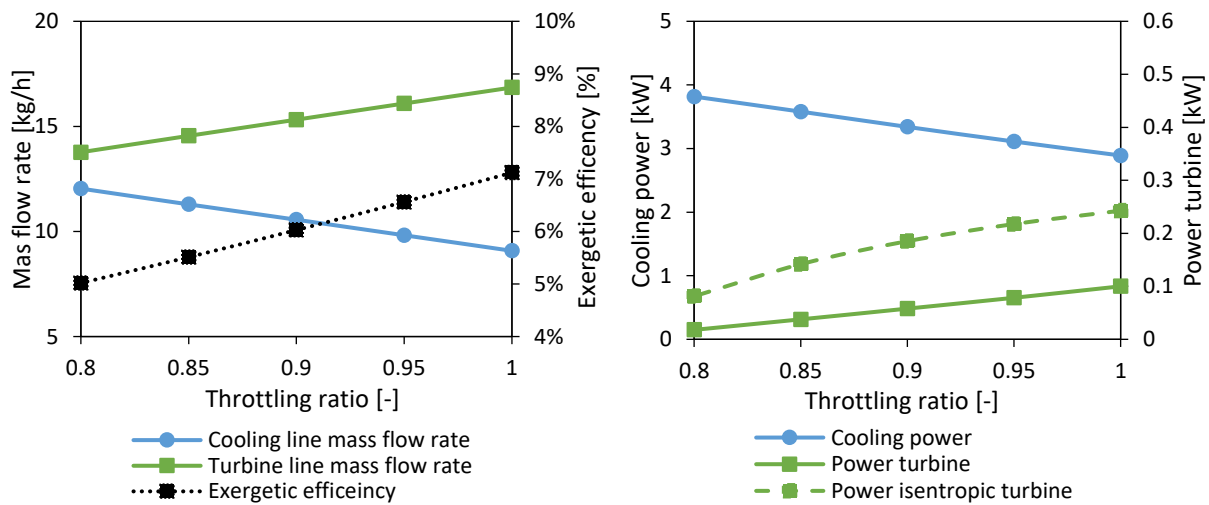 Mass flow rate [kg/h]
20
15
10
5
10%
9%
8%
7%
6%
5%
4%
Exergetic efficency [%]
0.8 0.85 0.9 0.95 1
Throttling ratio [-]
Cooling line mass flow rate
Turbine line mass flow rate
Exergetic efficeincy
Cooling power [kW]
5
4
3
2
1
0
0.6
0.5
0.4
0.3
0.2
0.1
0
Power turbine [kW]
0.8 0.85 0.9 0.95 1
Throttling ratio [-]
Cooling power
Power turbine
Power isentropic turbine